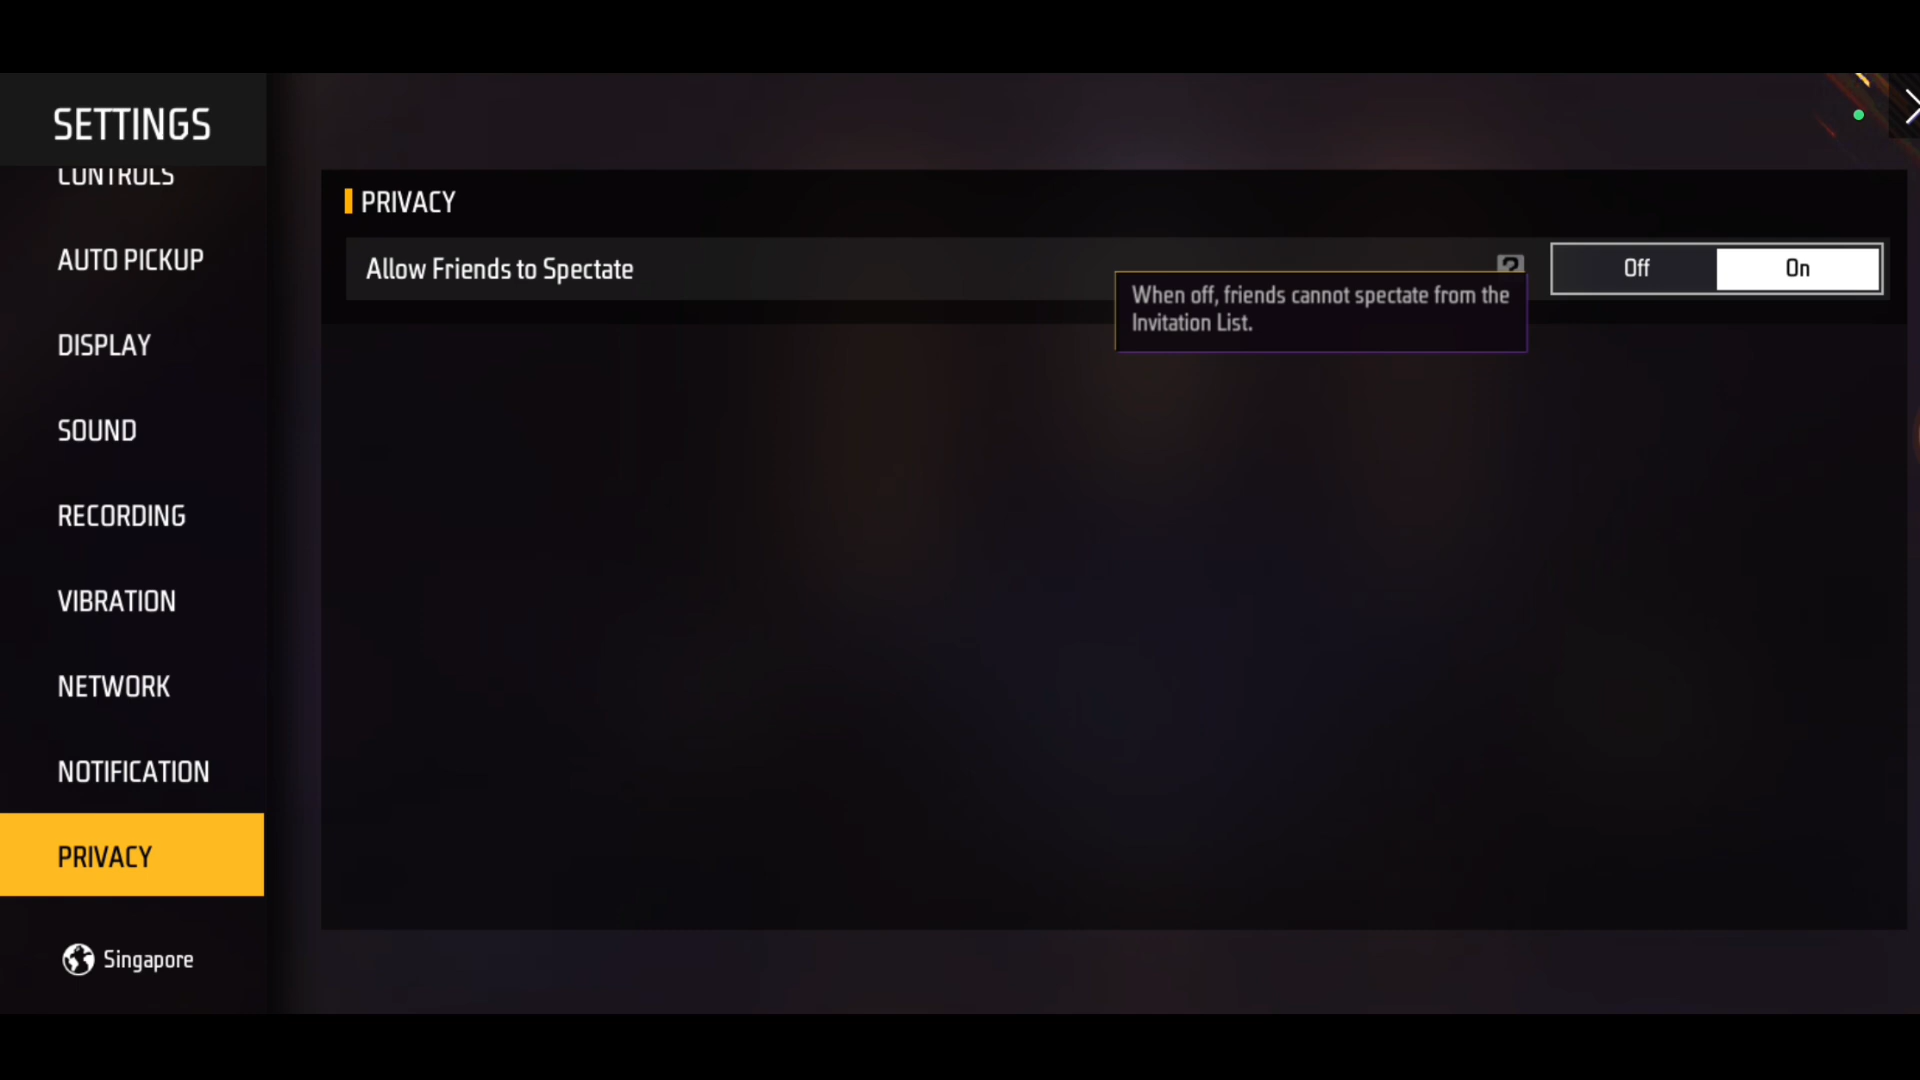 SETTINGS
CONTROLS
AUTO PICKUP
DISPLAY
SOUND
RECORDING
VIBRATION
NETWORK
NOTIFICATION
PRIVACY
Singapore
PRIVACY
Allow Friends to Spectate
?
Off
On
When off, friends cannot spectate from the
Invitation List.